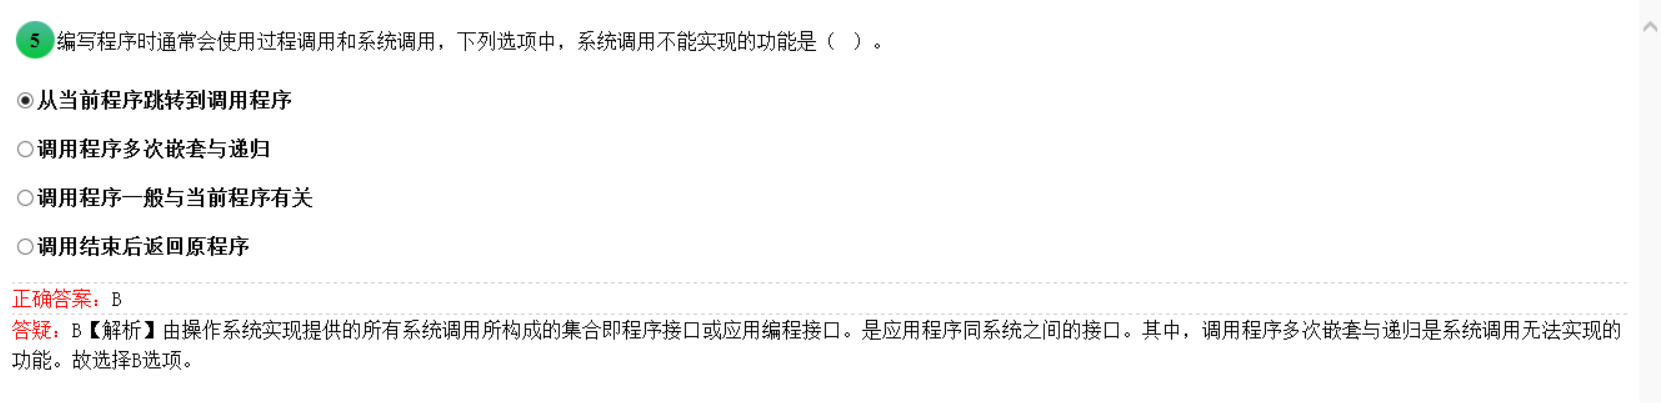 5 编写程序时通常会使用过程调用和系统调用，下列选项中，系统调用不能实现的功能是（ ）。
从当前程序跳转到调用程序
调用程序多次嵌套与递归
调用程序一般与当前程序有关
调用结束后返回原程序
正确答案：B
答疑：B【解析】由操作系统实现提供的所有系统调用所构成的集合即程序接口或应用编程接口。是应用程序同系统之间的接口。其中，调用程序多次嵌套与递归是系统调用无法实现的
功能。故选择B选项。